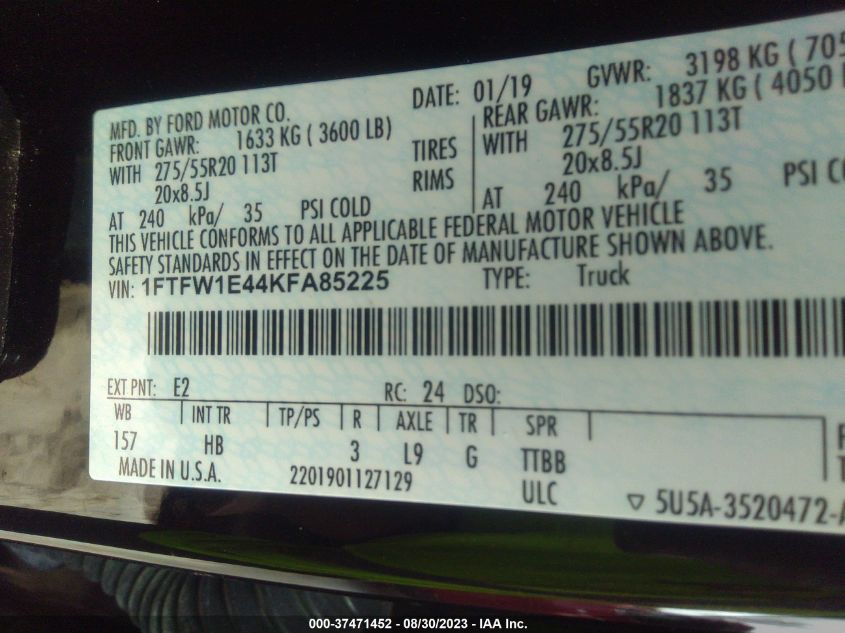 MFD. BY FORD MOTOR CO. DATE: 01/19 GVWR: 3198 KG ( 705
FRONT GAWR: 1633 KG ( 3600 LB) REAR GAWR: 1837 KG ( 4050
WITH 275/55R20 113T TIRES WITH 275/55R20 113T
20x8.5J RIMS 20x8.5J
AT 240 kPa/ 35 PSI COLD AT 240 kPa/ 35 PSI CO
THIS VEHICLE CONFORMS TO ALL APPLICABLE FEDERAL MOTOR VEHICLE
SAFETY STANDARDS IN EFFECT ON THE DATE OF MANUFACTURE SHOWN ABOVE.
VIN: 1FTFW1E44KFA85225 TYPE: Truck
EXT PNT: E2 RC: 24 DSO:
WB INT TR TP/PS R AXLE TR SPR
157 HB 3 L9 G TTBB
MADE IN U.S.A. 2201901127129 ULC
▽ 5U5A-3520472-A
000-37471452 - 08/30/2023 - IAA Inc.